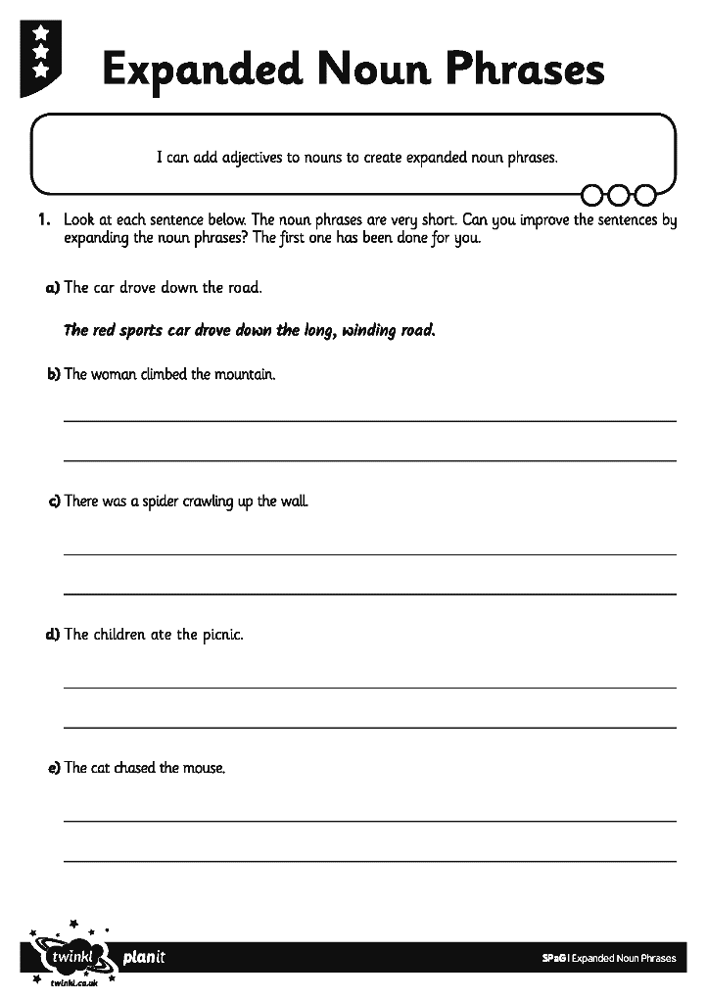 Expanded Noun Phrases
I can add adjectives to nouns to create expanded noun phrases.
1. Look at each sentence below. The noun phrases are very short. Can you improve the sentences by
expanding the noun phrases? The first one has been done for you.
a) The car drove down the road.
The red sports car drove down the long, winding road.
b) The woman climbed the mountain.
c) There was a spider crawling up the wall.
d) The children ate the picnic.
e) The cat chased the mouse.
twinkl planit
twinkl.co.uk
SPaG | Expanded Noun Phrases